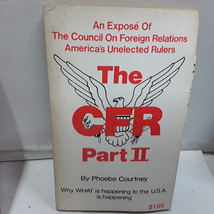 An Exposé Of
The Council On Foreign Relations
America's Unelected Rulers
The
CFR
Part II
By Phoebe Courtney
Why WHAT is happening to the U.S.A.
is happening
$1.95